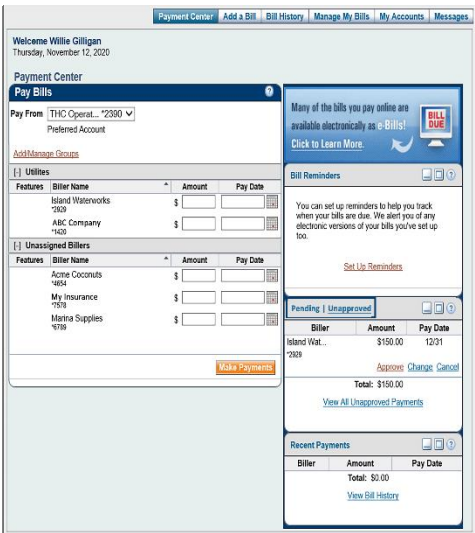 Payment Center Add a Bill Bill History Manage My Bills My Accounts Messages
Welcome Willie Gilligan
Thursday, November 12, 2020
Payment Center
Pay Bills ?
Pay From THC Operat... *2390
Preferred Account
Add/Manage Groups
[-] Utilites
Features Biller Name Amount Pay Date
Island Waterworks $
*2929
ABC Company $
*1420
[-] Unassigned Billers
Features Biller Name Amount Pay Date
Acme Coconuts $
*4654
My Insurance $
*7578
Marina Supplies $
*6789
Make Payments
Many of the bills you pay online are
available electronically as e-Bills!
Click to Learn More.
BILL
DUE
Bill Reminders ?
You can set up reminders to help you track
when your bills are due. We alert you of any
electronic versions of your bills you've set up
too.
Set Up Reminders
Pending | Unapproved ?
Biller Amount Pay Date
Island Wat... $150.00 12/31
*2929
Approve Change Cancel
Total: $150.00
View All Unapproved Payments
Recent Payments ?
Biller Amount Pay Date
Total: $0.00
View Bill History